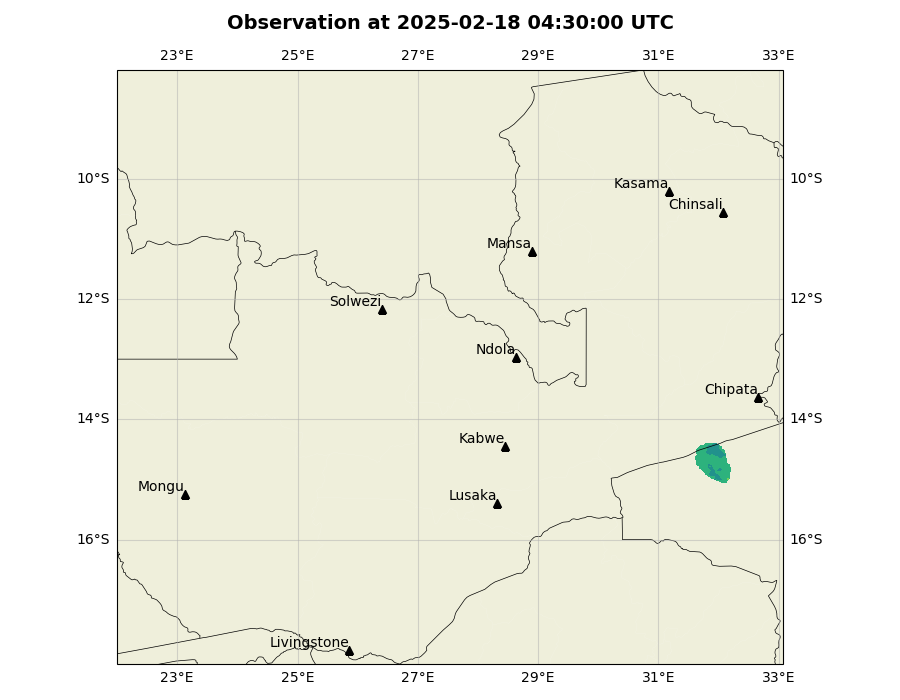 Observation at 2025-02-18 04:30:00 UTC
23°E 25°E 27°E 29°E 31°E 33°E
10°S 10°S
Kasama
Chinsali
Mansa
12°S 12°S
Solwezi
Ndola
Chipata
14°S 14°S
Kabwe
Mongu
Lusaka
16°S 16°S
Livingstone
23°E 25°E 27°E 29°E 31°E 33°E